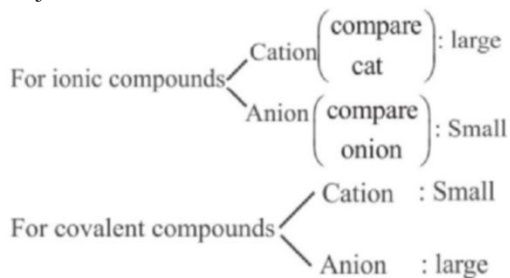 Cation (compare cat) : large
For ionic compounds
Anion (compare onion) : Small
Cation : Small
For covalent compounds
Anion : large